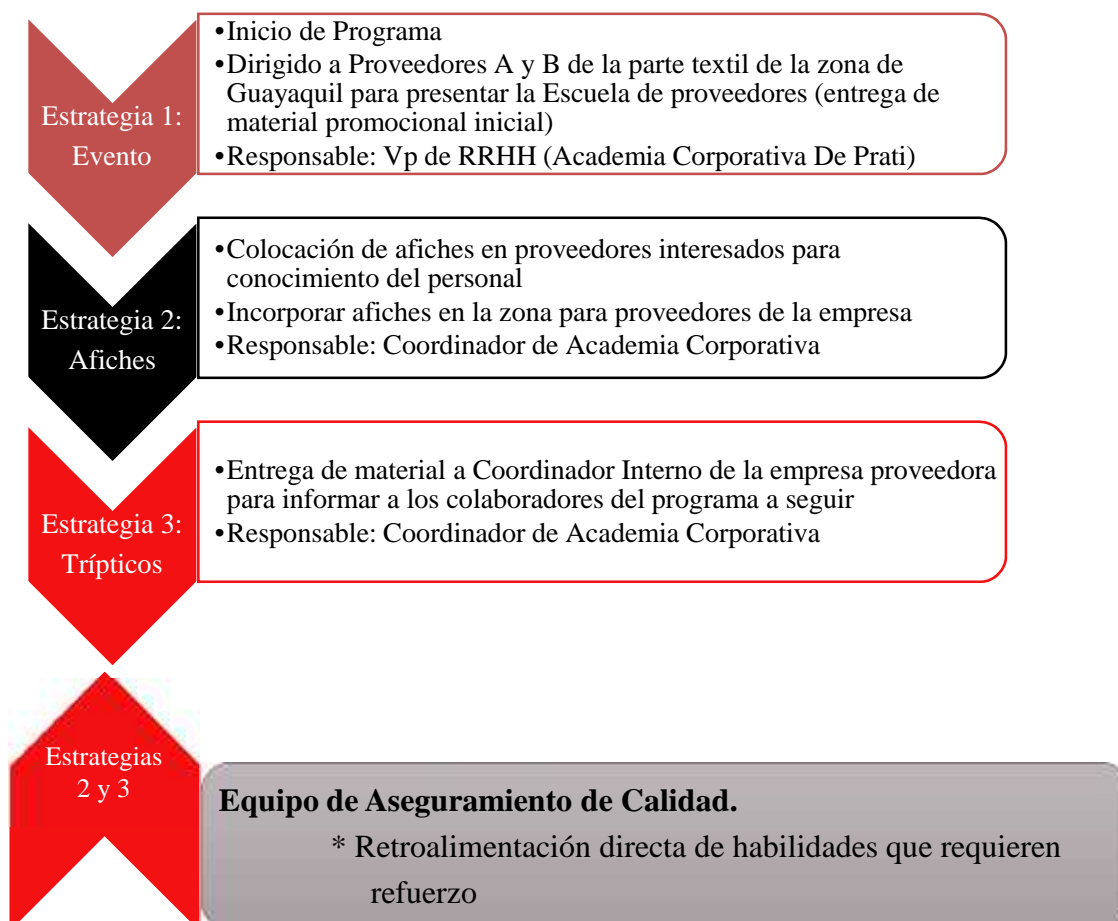 Estrategia 1:
Evento
•Inicio de Programa
•Dirigido a Proveedores A y B de la parte textil de la zona de
Guayaquil para presentar la Escuela de proveedores (entrega de
material promocional inicial)
•Responsable: Vp de RRHH (Academia Corporativa De Prati)
Estrategia 2:
Afiches
•Colocación de afiches en proveedores interesados para
conocimiento del personal
•Incorporar afiches en la zona para proveedores de la empresa
•Responsable: Coordinador de Academia Corporativa
Estrategia 3:
Trípticos
•Entrega de material a Coordinador Interno de la empresa proveedora
para informar a los colaboradores del programa a seguir
•Responsable: Coordinador de Academia Corporativa
Estrategias
2 y 3
Equipo de Aseguramiento de Calidad.
* Retroalimentación directa de habilidades que requieren
refuerzo